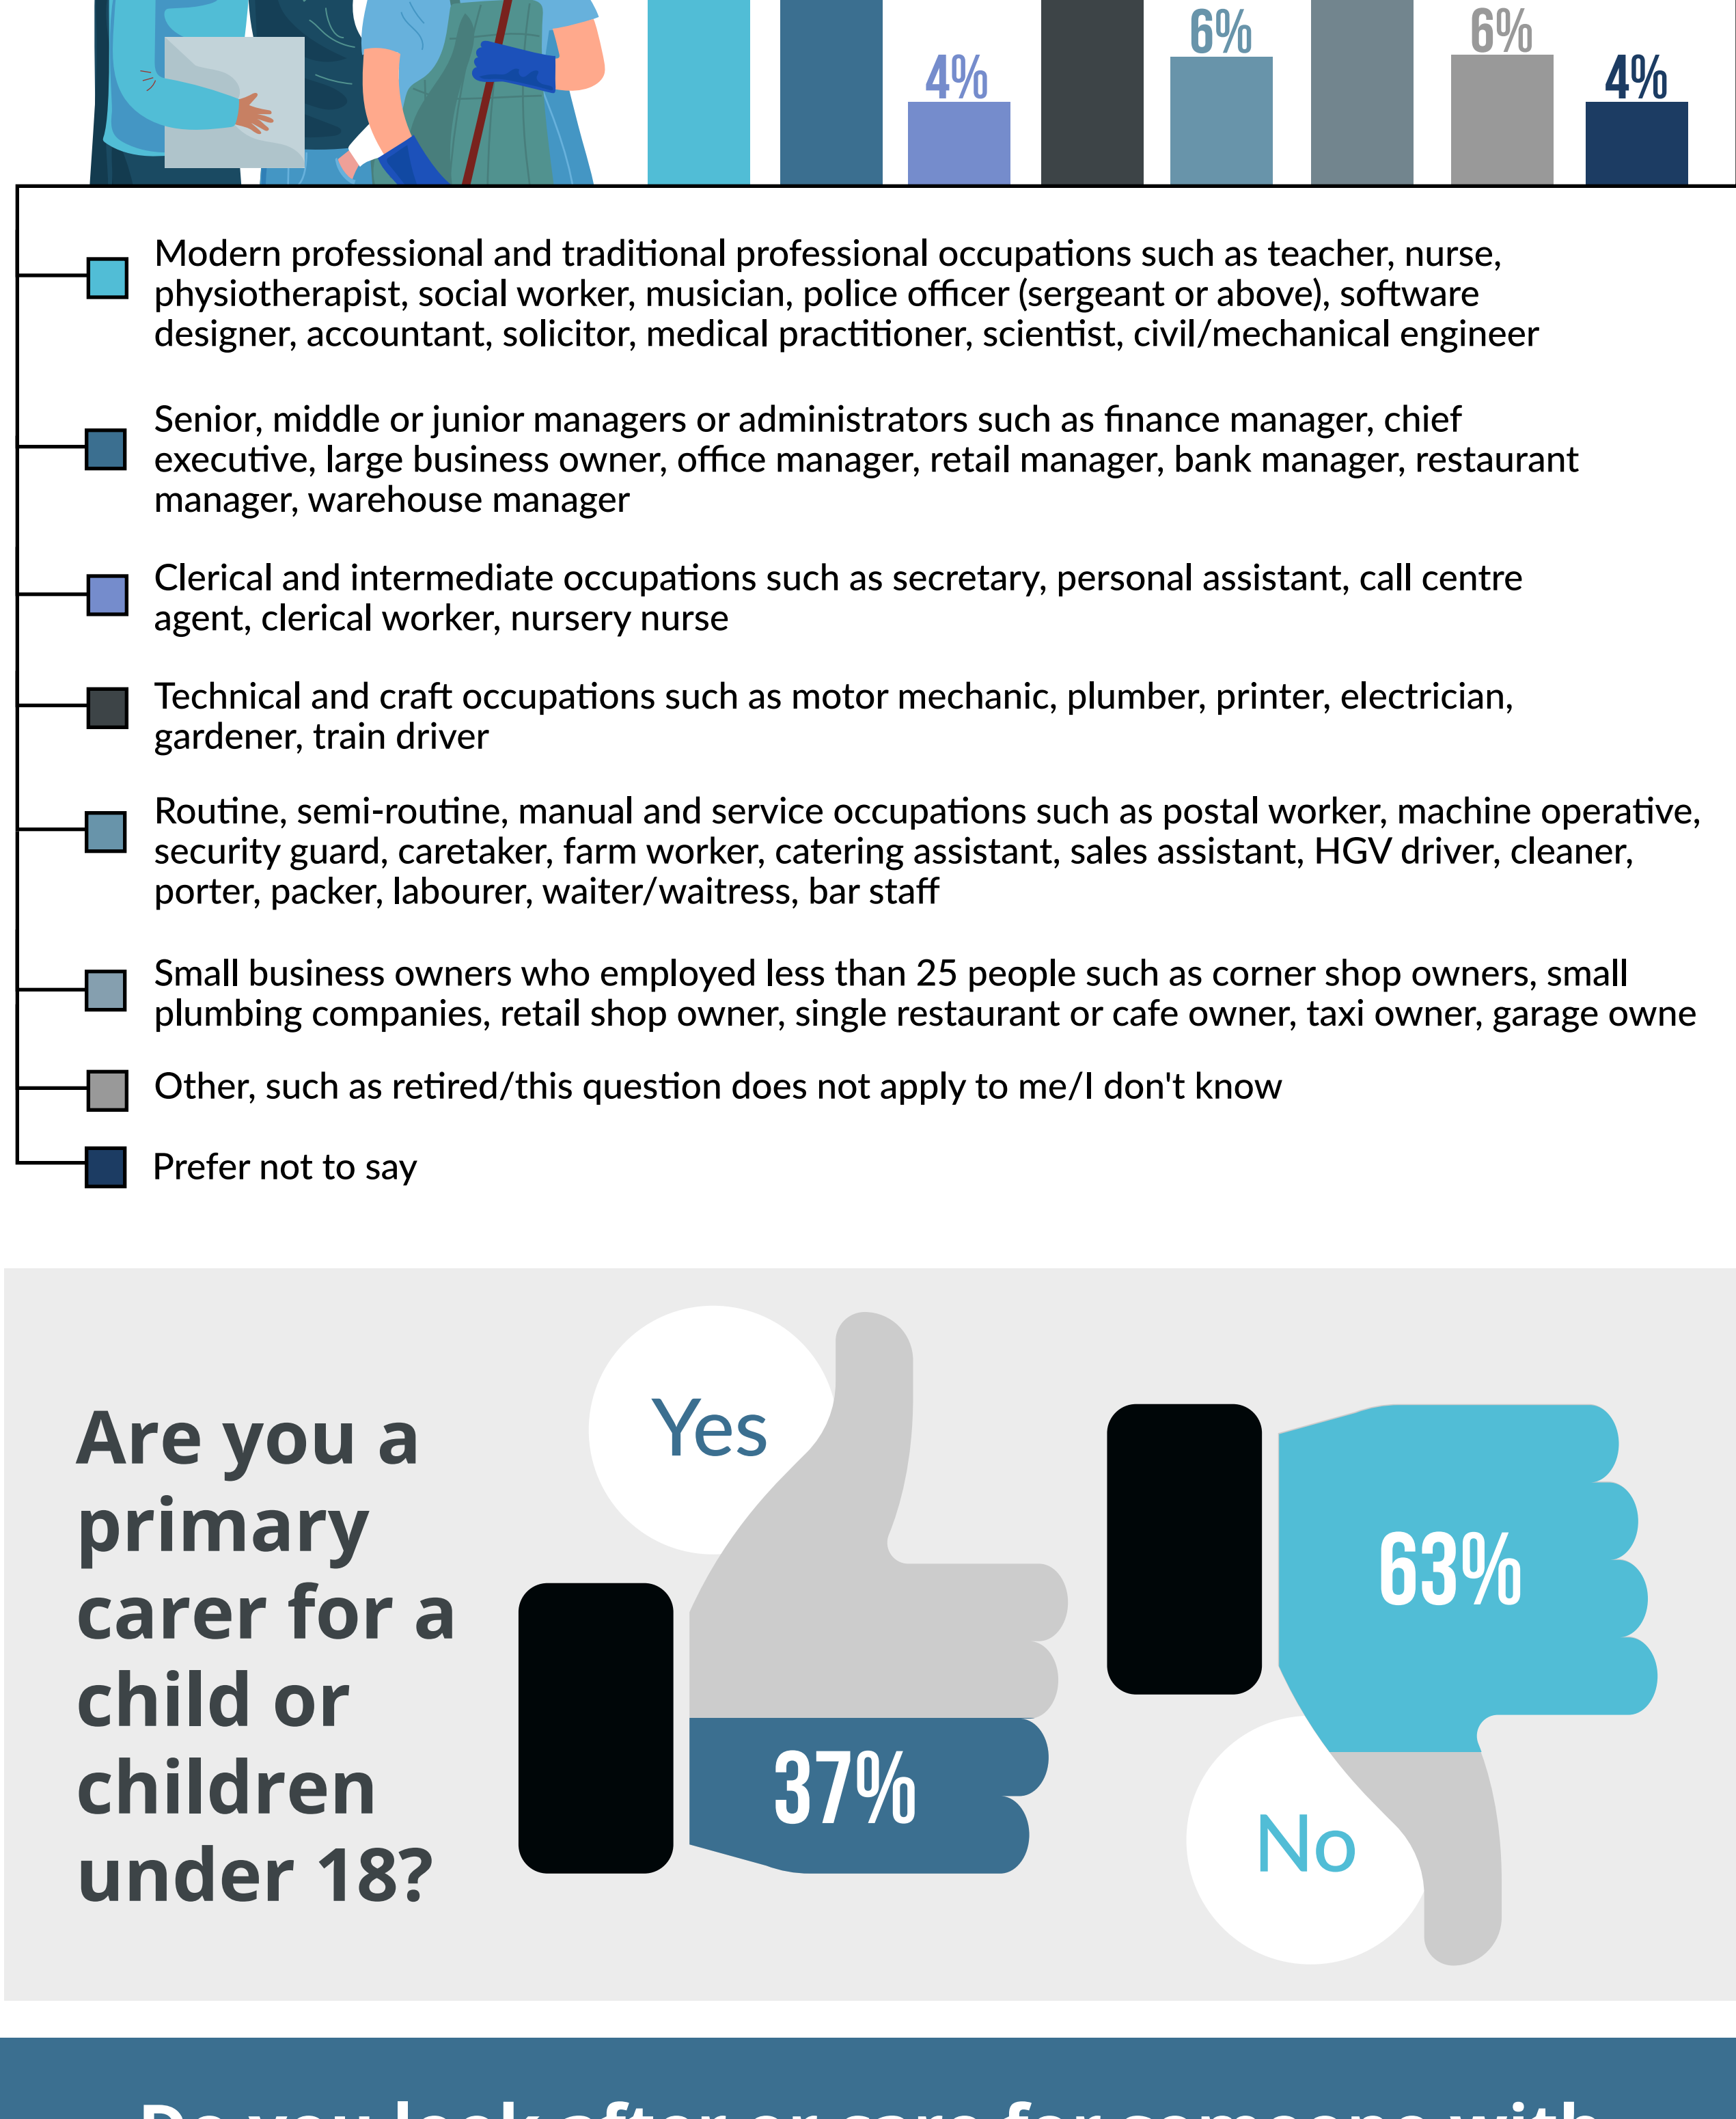 6%
6%
4%
4%
Modern professional and traditional professional occupations such as teacher, nurse,
physiotherapist, social worker, musician, police officer (sergeant or above), software
designer, accountant, solicitor, medical practitioner, scientist, civil/mechanical engineer
Senior, middle or junior managers or administrators such as finance manager, chief
executive, large business owner, office manager, retail manager, bank manager, restaurant
manager, warehouse manager
Clerical and intermediate occupations such as secretary, personal assistant, call centre
agent, clerical worker, nursery nurse
Technical and craft occupations such as motor mechanic, plumber, printer, electrician,
gardener, train driver
Routine, semi-routine, manual and service occupations such as postal worker, machine operative,
security guard, caretaker, farm worker, catering assistant, sales assistant, HGV driver, cleaner,
porter, packer, labourer, waiter/waitress, bar staff
Small business owners who employed less than 25 people such as corner shop owners, small
plumbing companies, retail shop owner, single restaurant or cafe owner, taxi owner, garage owne
Other, such as retired/this question does not apply to me/I don't know
Prefer not to say
Are you a
primary
carer for a
child or
children
under 18?
Yes
37%
63%
No
Do you look after or care for someone with